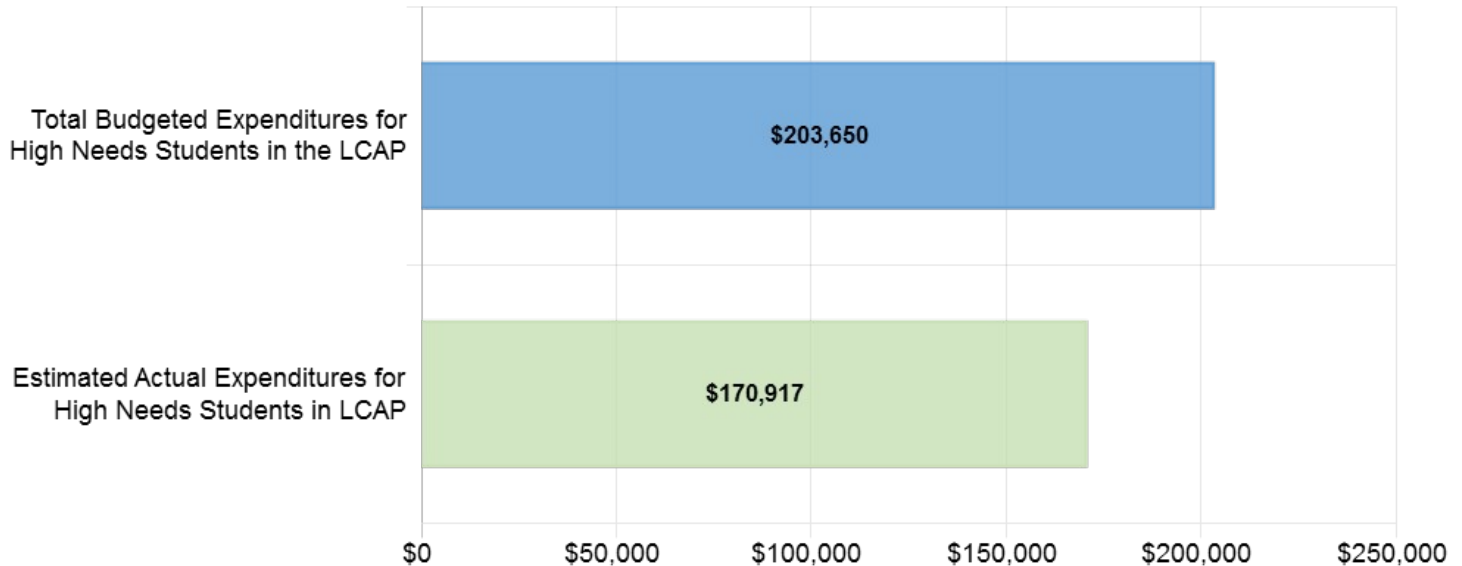 Total Budgeted Expenditures for
High Needs Students in the LCAP
$203,650
Estimated Actual Expenditures for
High Needs Students in LCAP
$170,917
$0
$50,000
$100,000
$150,000
$200,000
$250,000